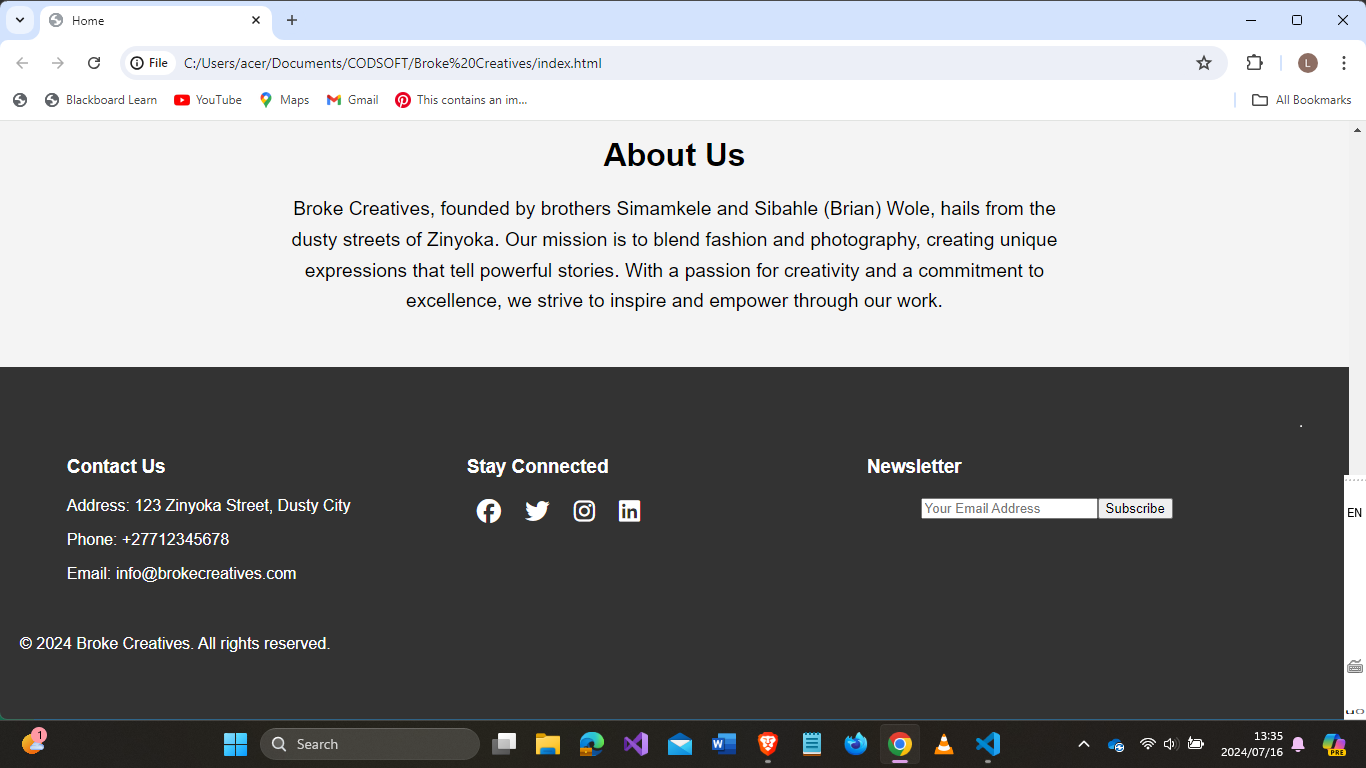 Home
File
C:/Users/acer/Documents/CODSOFT/Broke%20Creatives/index.html
L
Blackboard Learn
YouTube
Maps
Gmail
This contains an im...
All Bookmarks
About Us
Broke Creatives, founded by brothers Simamkele and Sibahle (Brian) Wole, hails from the
dusty streets of Zinyoka. Our mission is to blend fashion and photography, creating unique
expressions that tell powerful stories. With a passion for creativity and a commitment to
excellence, we strive to inspire and empower through our work.
Contact Us
Address: 123 Zinyoka Street, Dusty City
Phone: +27712345678
Email: info@brokecreatives.com
Stay Connected
Newsletter
Your Email Address
Subscribe
© 2024 Broke Creatives. All rights reserved.
EN
1
Search
13:35
2024/07/16
PRE